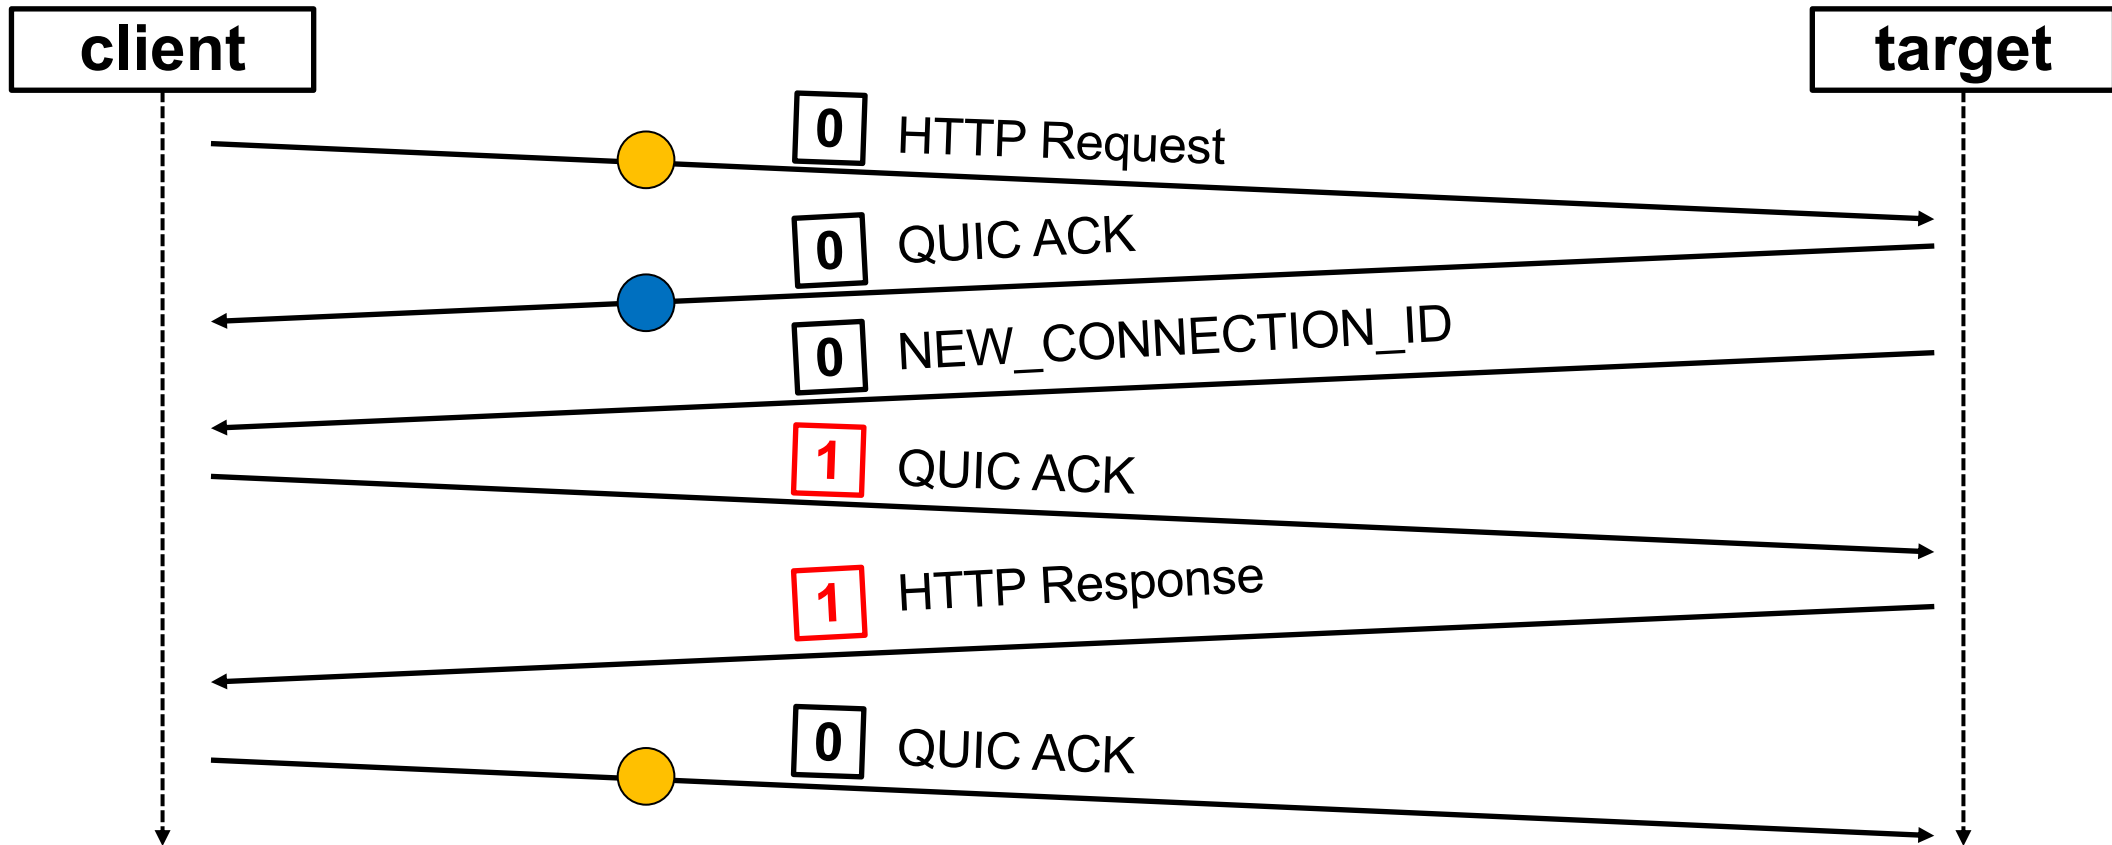 client
target
0 HTTP Request
0 QUIC ACK
0 NEW_CONNECTION_ID
1 QUIC ACK
1 HTTP Response
0 QUIC ACK